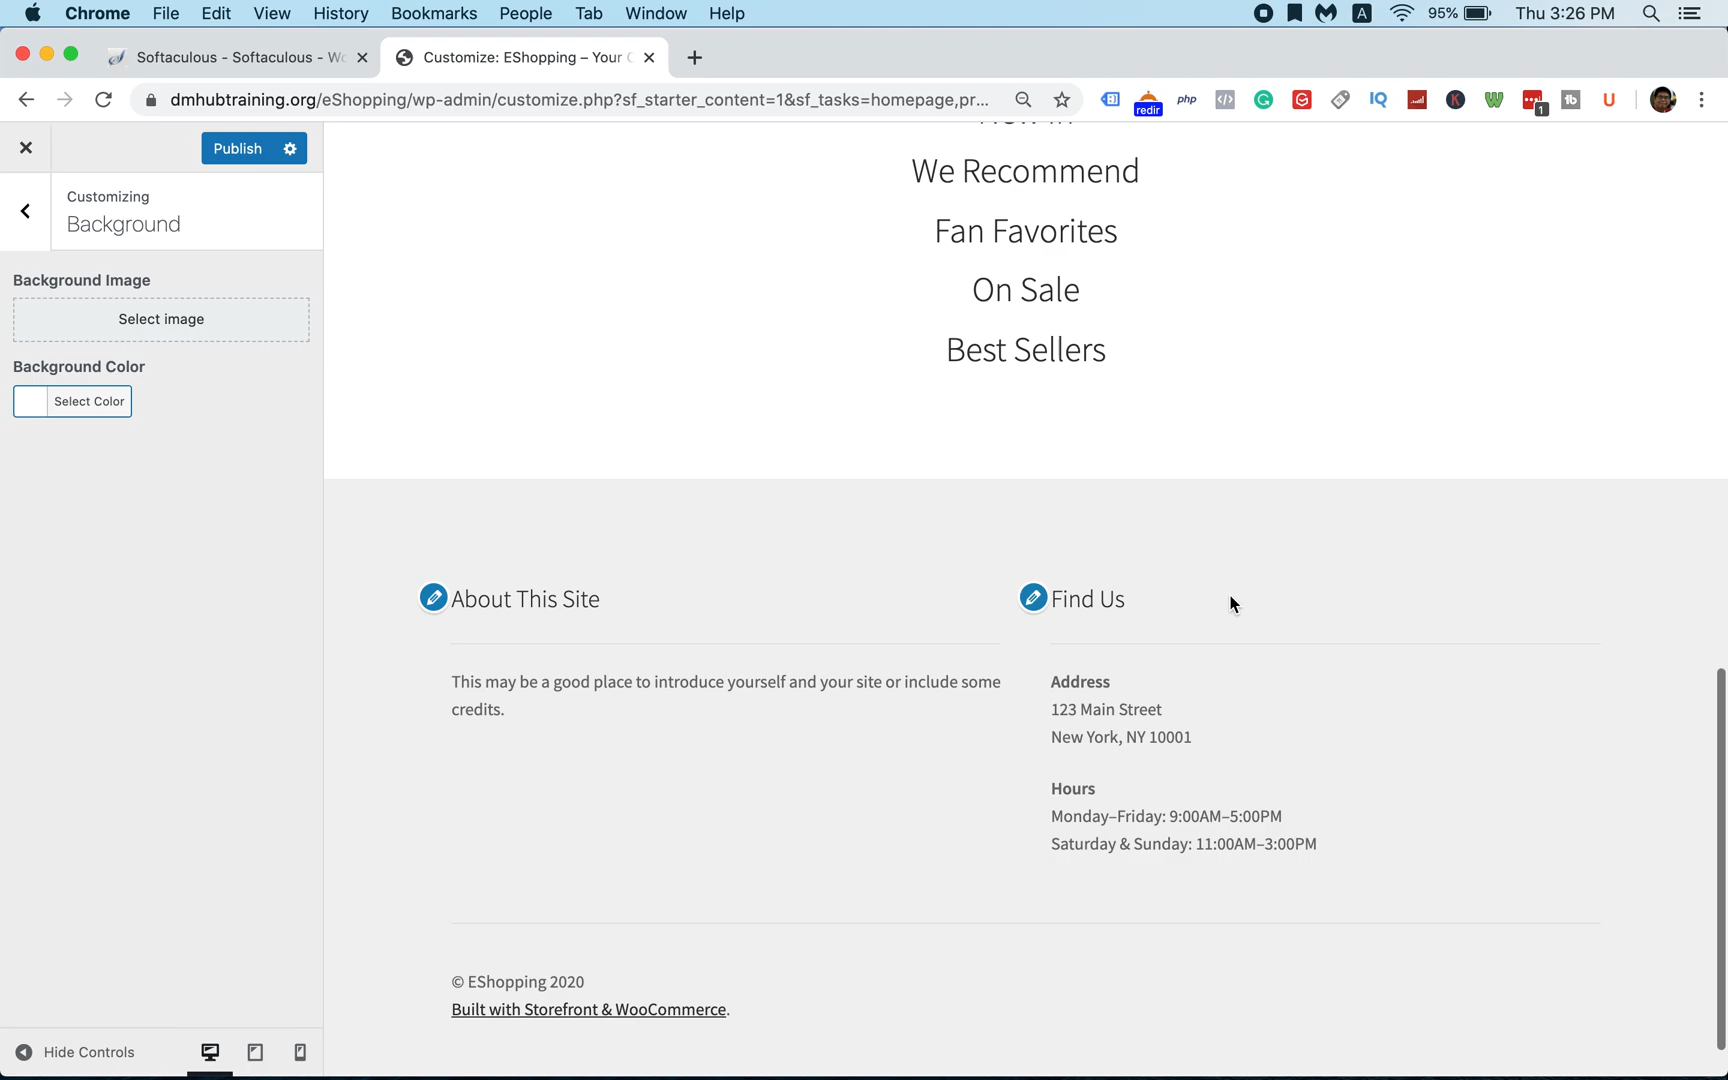 Chrome File Edit View History Bookmarks People Tab Window Help A 95% Thu 3:26 PM
Softaculous - Softaculous - Wo
Customize: EShopping – Your
dmhubtraining.org/eShopping/wp-admin/customize.php?sf_starter_content=1&sf_tasks=homepage,pr...
redir php IQ K W 1 tb U
Publish
Customizing
Background
Background Image
Select image
Background Color
Select Color
Hide Controls
We Recommend
Fan Favorites
On Sale
Best Sellers
About This Site
This may be a good place to introduce yourself and your site or include some
credits.
Find Us
Address
123 Main Street
New York, NY 10001
Hours
Monday–Friday: 9:00AM–5:00PM
Saturday & Sunday: 11:00AM–3:00PM
© EShopping 2020
Built with Storefront & WooCommerce.